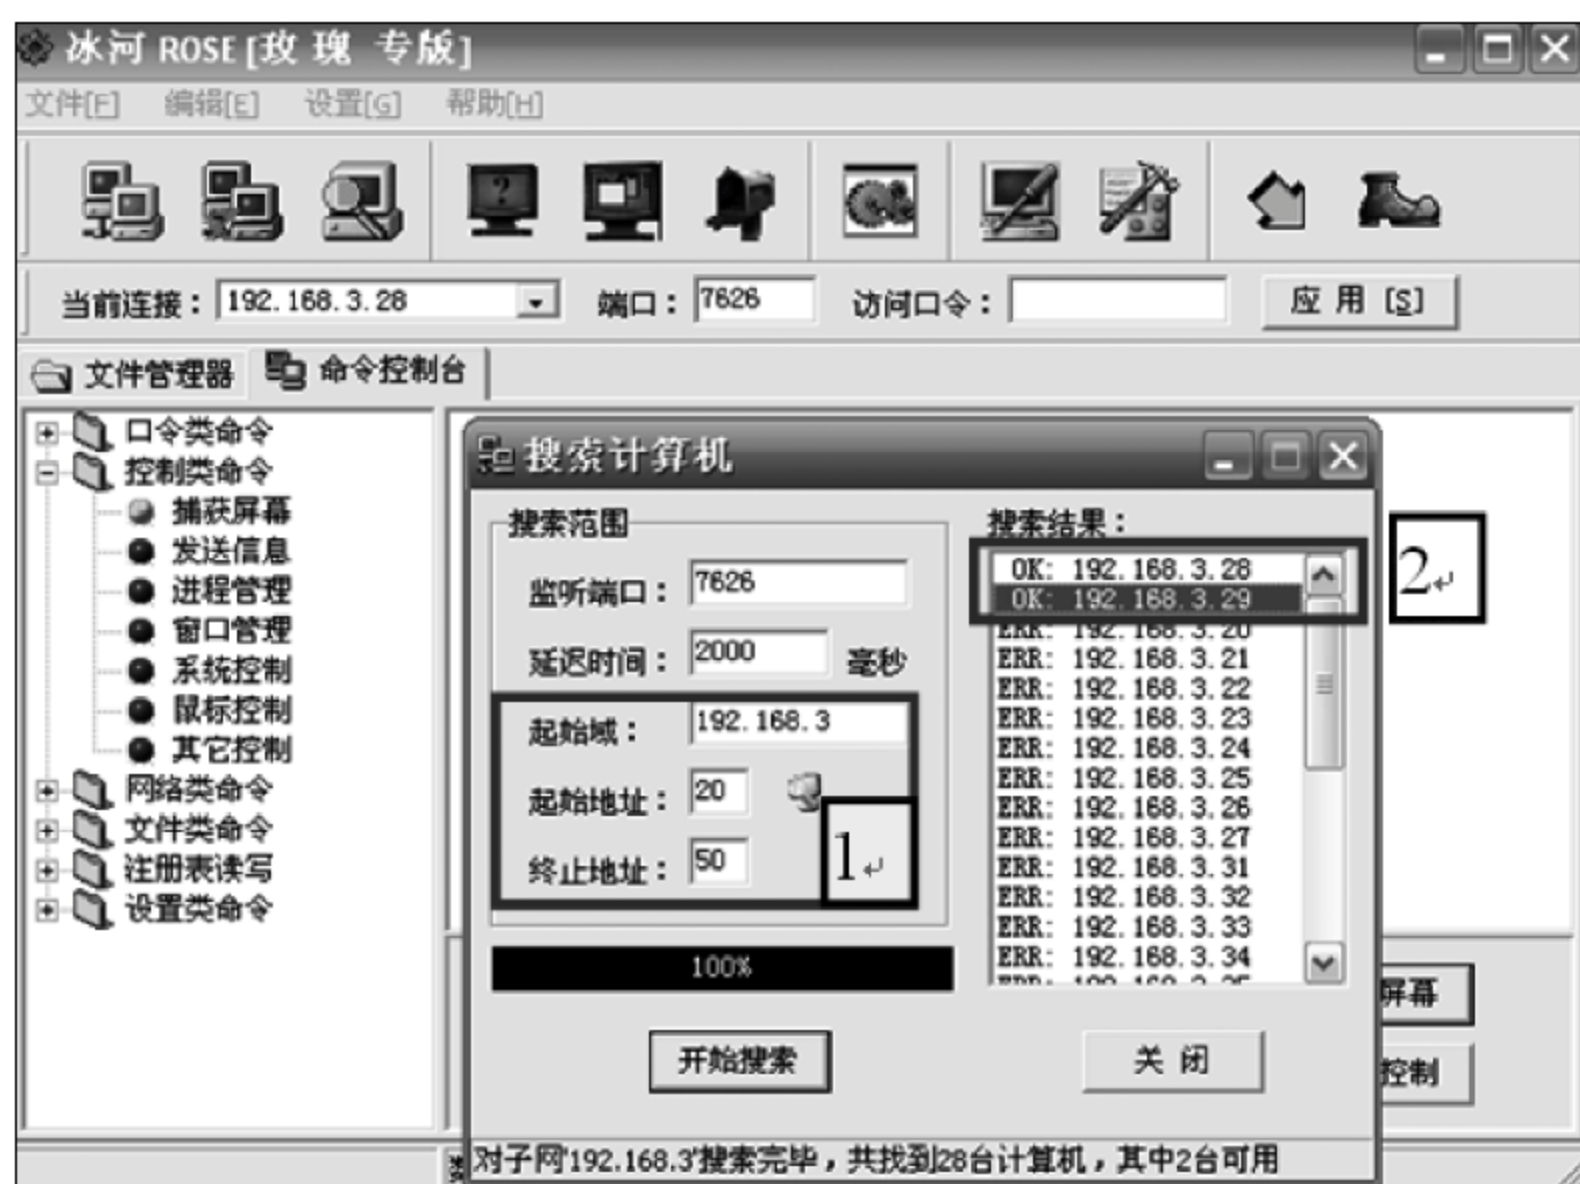 冰河 ROSE [玫 瑰 专版]
文件[F] 编辑[E] 设置[G] 帮助[H]
当前连接： 192.168.3.28 端口： 7626 访问口令： 应 用 [S]
文件管理器 命令控制台
口令类命令
控制类命令
捕获屏幕
发送信息
进程管理
窗口管理
系统控制
鼠标控制
其它控制
网络类命令
文件类命令
注册表读写
设置类命令
搜索计算机
搜索范围
监听端口： 7626
延迟时间： 2000 毫秒
起始域： 192.168.3
起始地址： 20
终止地址： 50
1
100%
开始搜索
搜索结果：
OK: 192.168.3.28
OK: 192.168.3.29
ERR: 192.168.3.20
ERR: 192.168.3.21
ERR: 192.168.3.22
ERR: 192.168.3.23
ERR: 192.168.3.24
ERR: 192.168.3.25
ERR: 192.168.3.26
ERR: 192.168.3.27
ERR: 192.168.3.31
ERR: 192.168.3.32
ERR: 192.168.3.33
ERR: 192.168.3.34
2
关 闭
屏幕
控制
对子网'192.168.3'搜索完毕，共找到28台计算机，其中2台可用